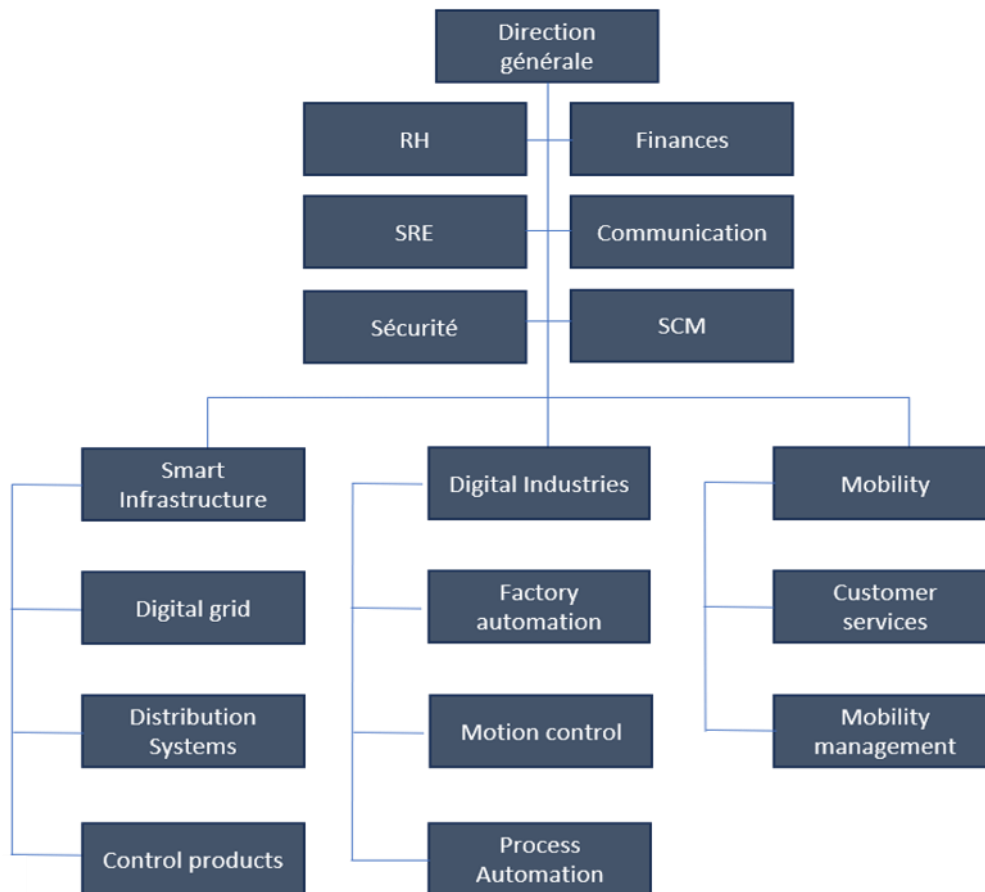 Direction
générale
RH
Finances
SRE
Communication
Sécurité
SCM
Smart
Infrastructure
Digital Industries
Mobility
Digital grid
Factory
automation
Customer
services
Distribution
Systems
Motion control
Mobility
management
Control products
Process
Automation